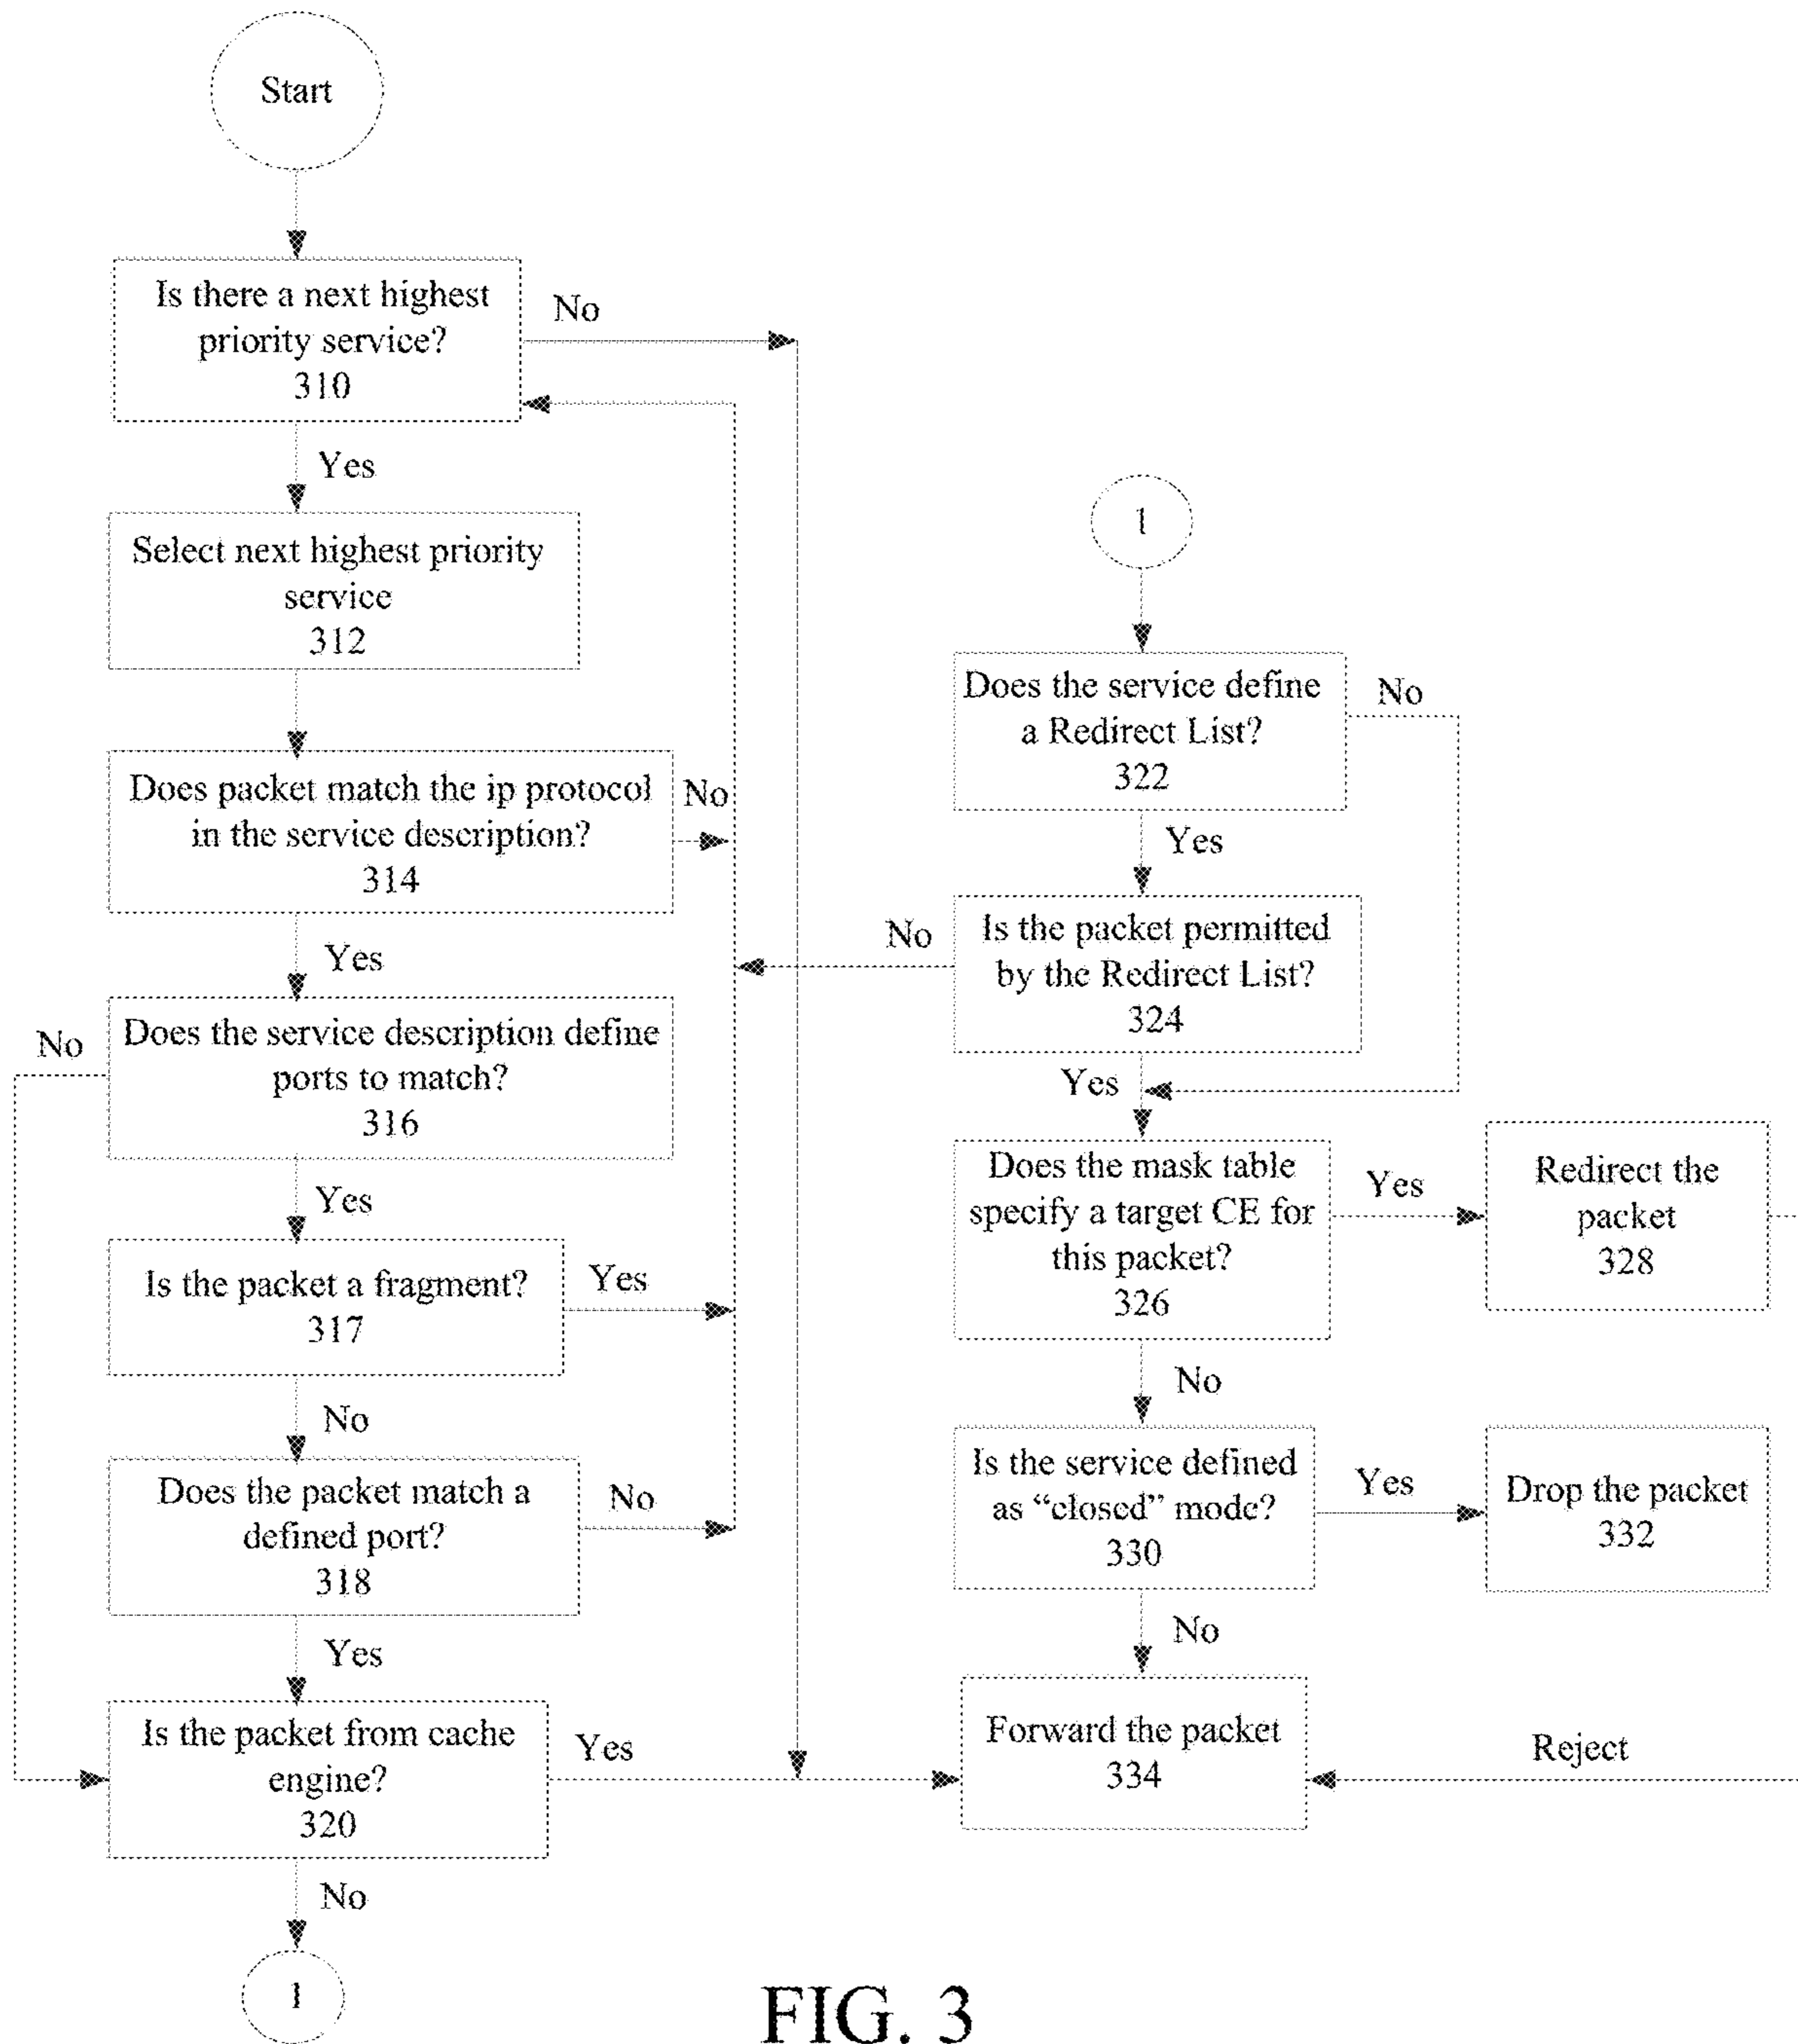 Start
Is there a next highest
priority service?
310
No
Yes
Select next highest priority
service
312
Does packet match the ip protocol
in the service description?
314
No
Yes
No
Does the service description define
ports to match?
316
Yes
Is the packet a fragment?
317
Yes
No
Does the packet match a
defined port?
318
No
Yes
Is the packet from cache
engine?
320
Yes
No
1
1
Does the service define
a Redirect List?
322
No
Yes
No
Is the packet permitted
by the Redirect List?
324
Yes
Does the mask table
specify a target CE for
this packet?
326
Yes
Redirect the
packet
328
No
Is the service defined
as “closed” mode?
330
Yes
Drop the packet
332
No
Forward the packet
334
Reject
FIG. 3